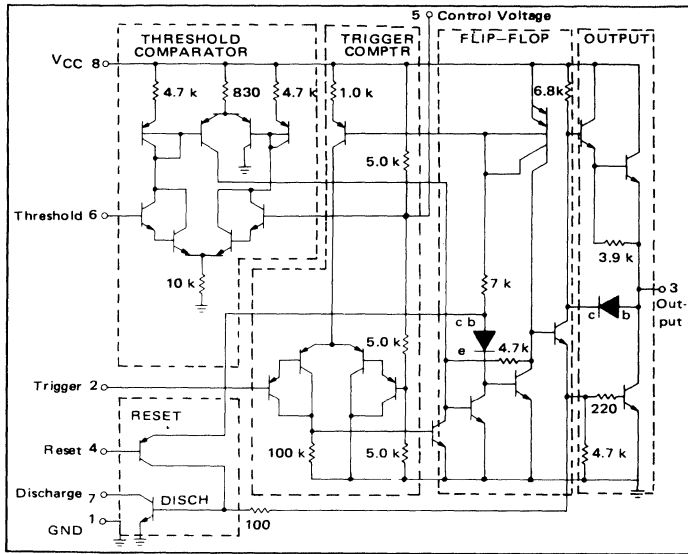 5 Control Voltage
THRESHOLD
COMPARATOR
TRIGGER
COMPTR
FLIP-FLOP
OUTPUT
VCC 8
4.7 k
830
4.7 k
1.0 k
6.8k
5.0 k
Threshold 6
3.9 k
10 k
7 k
3
Out-
put
c b
c
b
5.0 k
e
4.7k
Trigger 2
220
RESET
Reset 4
100 k
5.0 k
4.7 k
Discharge
7
DISCH
1
GND
100